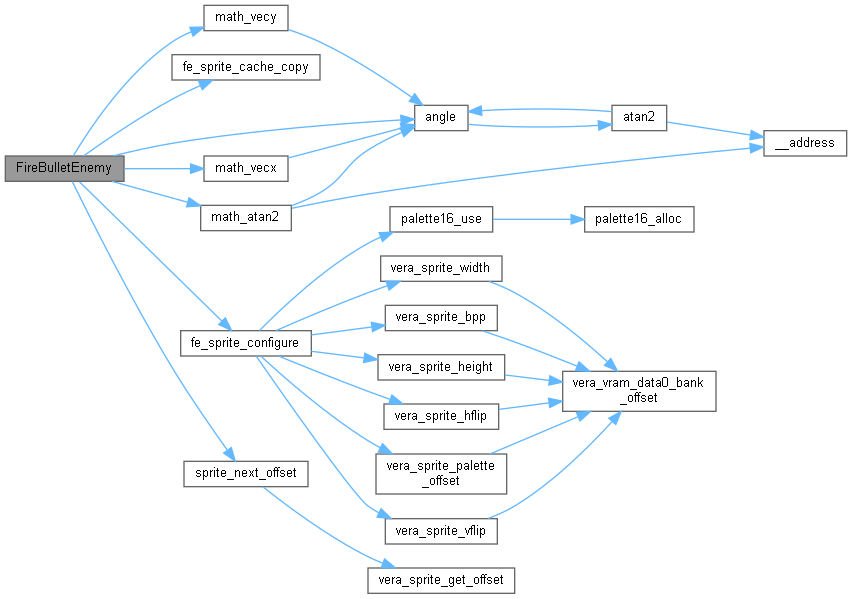 math_vecy
fe_sprite_cache_copy
angle
atan2
__address
FireBulletEnemy
math_vecx
math_atan2
palette16_use
palette16_alloc
vera_sprite_width
vera_sprite_bpp
fe_sprite_configure
vera_sprite_height
vera_vram_data0_bank
_offset
vera_sprite_hflip
vera_sprite_palette
_offset
sprite_next_offset
vera_sprite_vflip
vera_sprite_get_offset